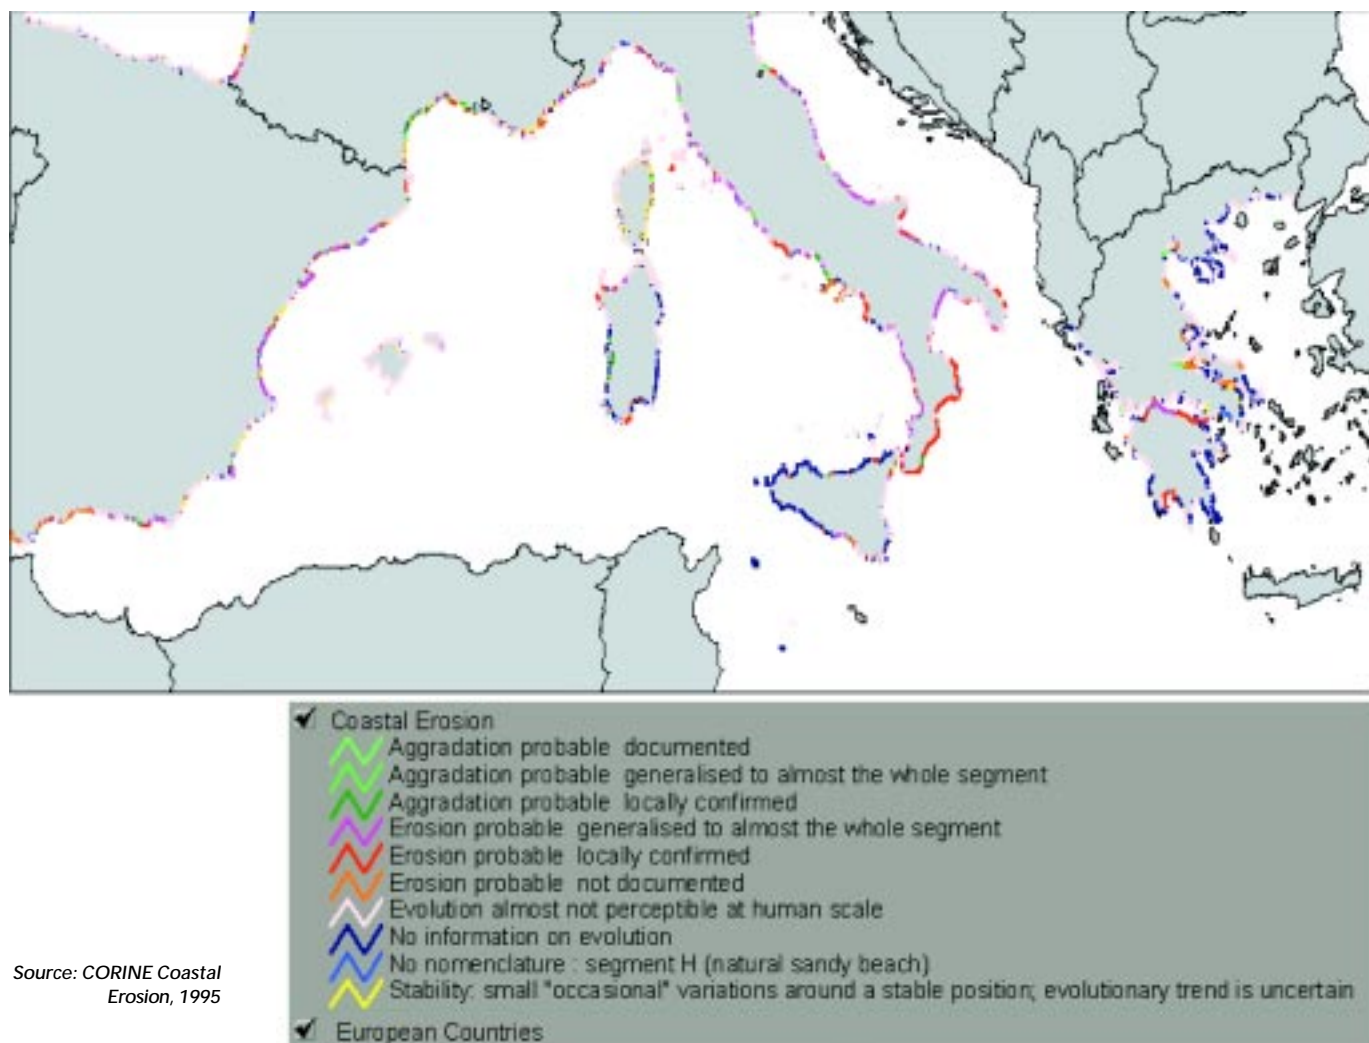 Coastal Erosion
Aggradation probable documented
Aggradation probable generalised to almost the whole segment
Aggradation probable locally confirmed
Erosion probable generalised to almost the whole segment
Erosion probable locally confirmed
Erosion probable not documented
Evolution almost not perceptible at human scale
No information on evolution
No nomenclature : segment H (natural sandy beach)
Stability: small "occasional" variations around a stable position; evolutionary trend is uncertain
European Countries
Source: CORINE Coastal
Erosion, 1995